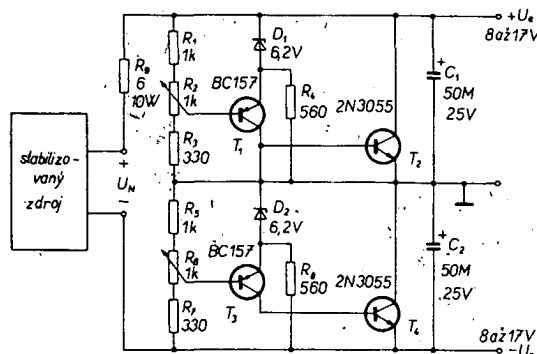 R₉
6
10W
stabilizo-
vaný
zdroj
+
U_N
−
R₁
1k
R₂
1k
R₃
330
BC157
T₁
D₁
6,2V
R₄
560
2N3055
T₂
+
C₁
50M
25V
+Uₐ
8až17V
R₅
1k
R₆
1k
R₇
330
BC157
T₃
D₂
6,2V
R₈
560
2N3055
T₄
+
C₂
50M
25V
8až17V
−U₋